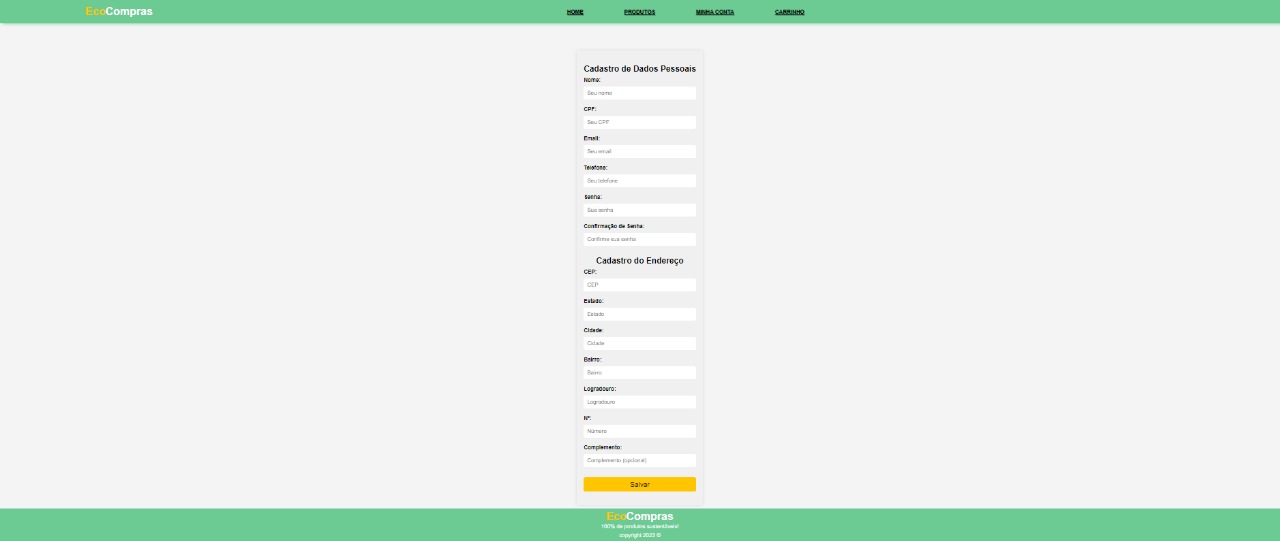 EcoCompras
HOME PRODUTOS MINHA CONTA CARRINHO
Cadastro de Dados Pessoais
Nome:
Seu nome
CPF:
Seu CPF
Email:
Seu email
Telefone:
Seu telefone
Senha:
Sua senha
Confirmação de Senha:
Confirme sua senha
Cadastro do Endereço
CEP:
CEP
Estado:
Estado
Cidade:
Cidade
Bairro:
Bairro
Logradouro:
Logradouro
Nº:
Número
Complemento:
Complemento (opcional)
Salvar
EcoCompras
100% de produtos sustentáveis!
copyright 2023 ©